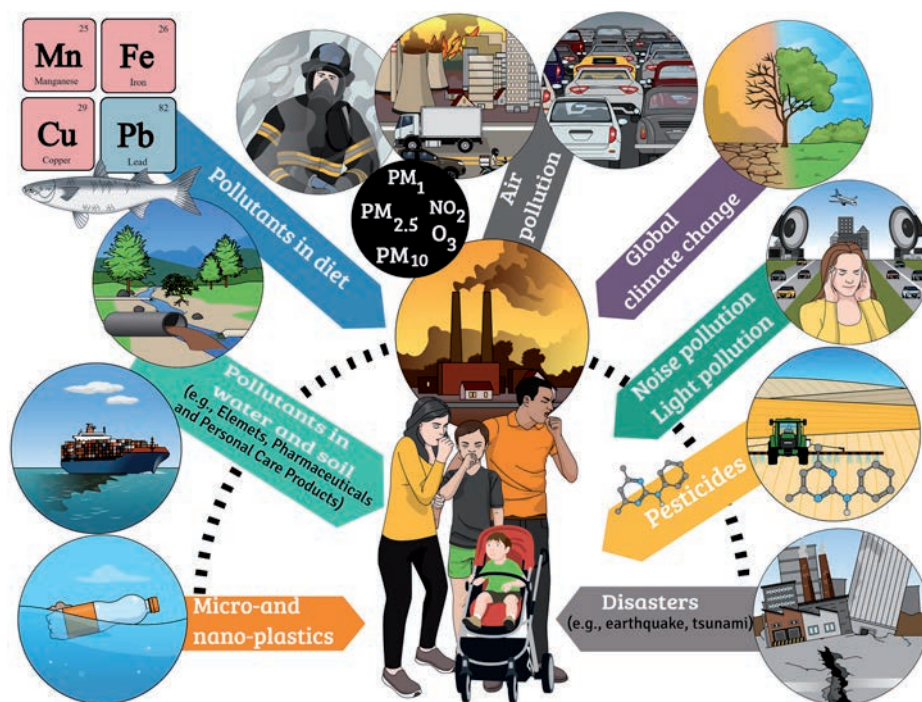 25
Mn
Manganese
26
Fe
Iron
29
Cu
Copper
82
Pb
Lead
Pollutants in diet
PM1
PM2.5
NO2
O3
PM10
Air
pollution
Global
climate change
Noise pollution
Light pollution
Pesticides
Disasters
(e.g., earthquake, tsunami)
Pollutants in
water and soil
(e.g., Elemets, Pharmaceuticals
and Personal Care Products)
Micro-and
nano-plastics